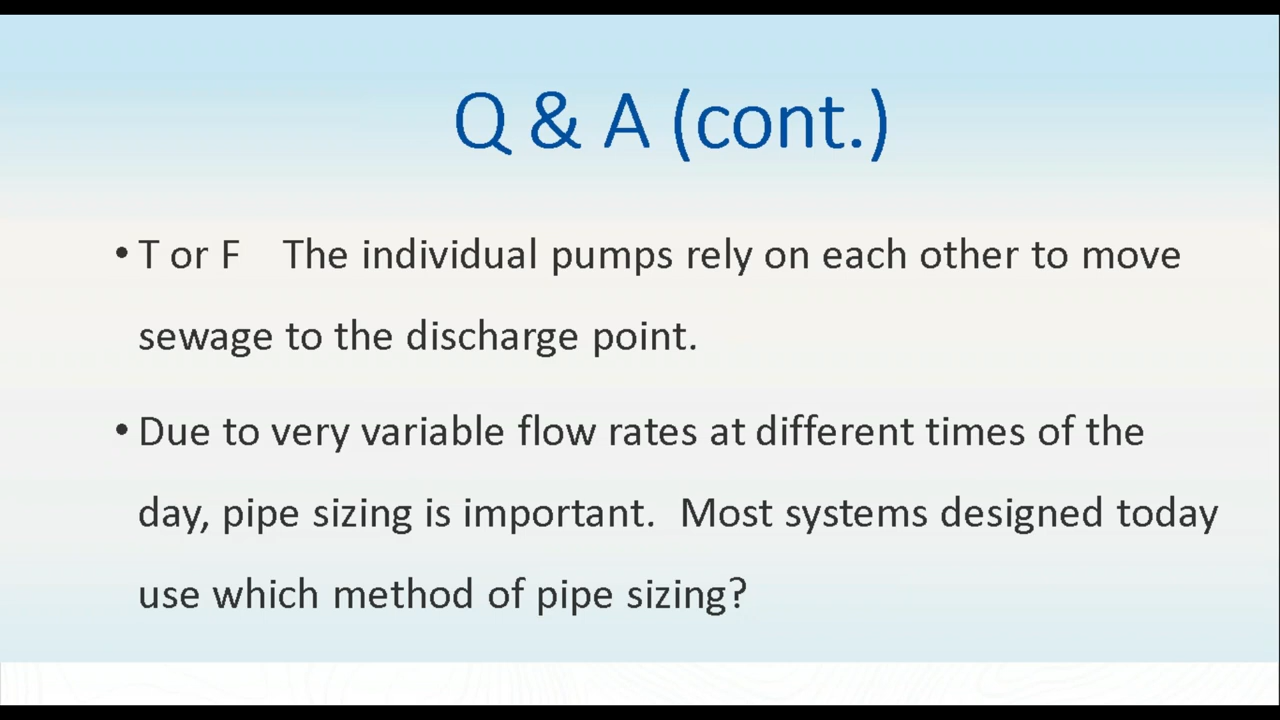 Q & A (cont.)
• T or F    The individual pumps rely on each other to move
sewage to the discharge point.
• Due to very variable flow rates at different times of the
day, pipe sizing is important.  Most systems designed today
use which method of pipe sizing?